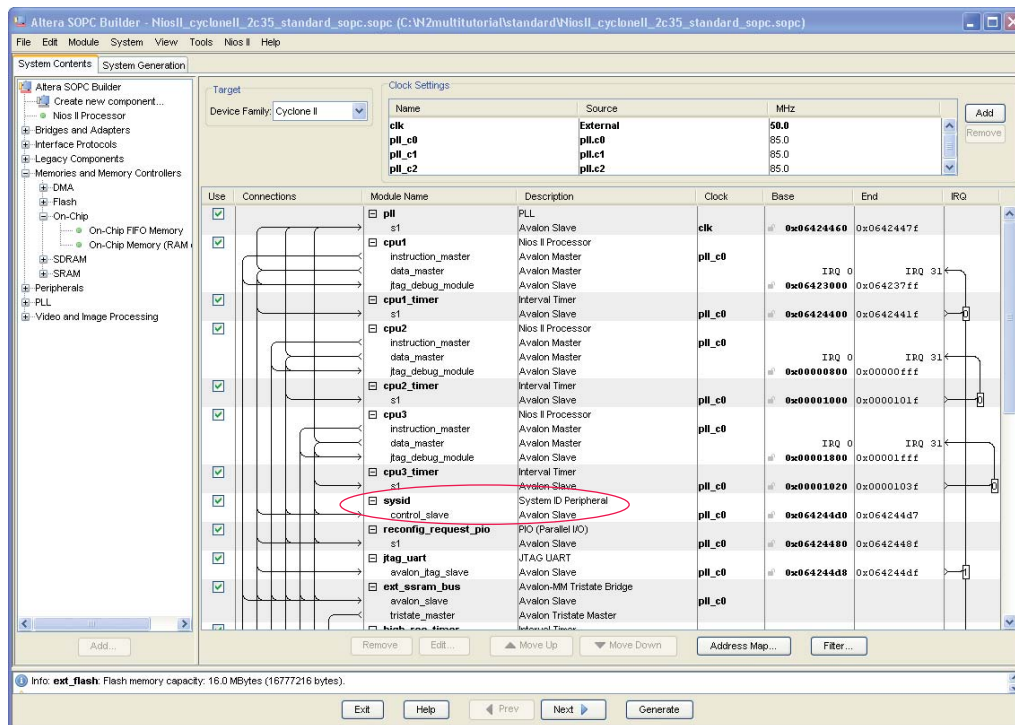 Altera SOPC Builder - NiosII_cycloneII_2c35_standard_sopc.sopc (C:\N2multitutorial\standard\NiosII_cycloneII_2c35_standard_sopc.sopc)
File Edit Module System View Tools Nios II Help
System Contents System Generation
Altera SOPC Builder
Create new component...
Nios II Processor
Bridges and Adapters
Interface Protocols
Legacy Components
Memories and Memory Controllers
DMA
Flash
On-Chip
On-Chip FIFO Memory
On-Chip Memory (RAM
SDRAM
SRAM
Peripherals
PLL
Video and Image Processing
Add...
Target
Device Family: Cyclone II
Clock Settings
Name Source MHz
clk External 50.0
pll_c0 pll.c0 85.0
pll_c1 pll.c1 85.0
pll_c2 pll.c2 85.0
Add
Remove
Use Connections Module Name Description Clock Base End IRQ
pll PLL
s1 Avalon Slave clk 0x06424460 0x0642447f
cpu1 Nios II Processor
instruction_master Avalon Master pll_c0
data_master Avalon Master IRQ 0 IRQ 31
jtag_debug_module Avalon Slave 0x06423000 0x064237ff
cpu1_timer Interval Timer
s1 Avalon Slave pll_c0 0x06424400 0x0642441f 0
cpu2 Nios II Processor
instruction_master Avalon Master pll_c0
data_master Avalon Master IRQ 0 IRQ 31
jtag_debug_module Avalon Slave 0x00000800 0x00000fff
cpu2_timer Interval Timer
s1 Avalon Slave pll_c0 0x00001000 0x0000101f 0
cpu3 Nios II Processor
instruction_master Avalon Master pll_c0
data_master Avalon Master IRQ 0 IRQ 31
jtag_debug_module Avalon Slave 0x00001800 0x00001fff
cpu3_timer Interval Timer
s1 Avalon Slave pll_c0 0x00001020 0x0000103f 0
sysid System ID Peripheral
control_slave Avalon Slave pll_c0 0x064244d0 0x064244d7
reconfig_request_pio PIO (Parallel I/O)
s1 Avalon Slave pll_c0 0x06424480 0x0642448f
jtag_uart JTAG UART
avalon_jtag_slave Avalon Slave pll_c0 0x064244d8 0x064244df 1
ext_ssram_bus Avalon-MM Tristate Bridge
avalon_slave Avalon Slave pll_c0
tristate_master Avalon Tristate Master
high_res_timer Interval Timer
Remove Edit... Move Up Move Down Address Map... Filter...
Info: ext_flash: Flash memory capacity: 16.0 MBytes (16777216 bytes).
Exit Help Prev Next Generate